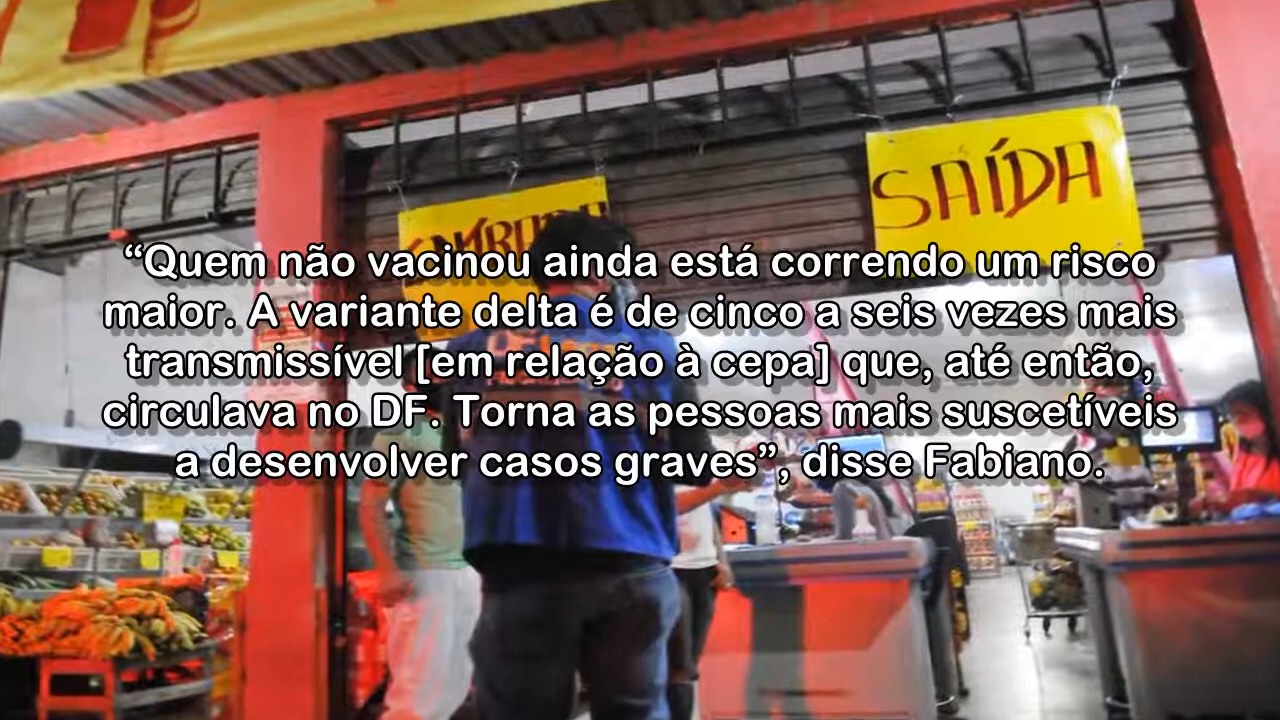 SAÍDA
“Quem não vacinou ainda está correndo um risco
maior. A variante delta é de cinco a seis vezes mais
transmissível [em relação à cepa] que, até então,
circulava no DF. Torna as pessoas mais suscetíveis
a desenvolver casos graves”, disse Fabiano.